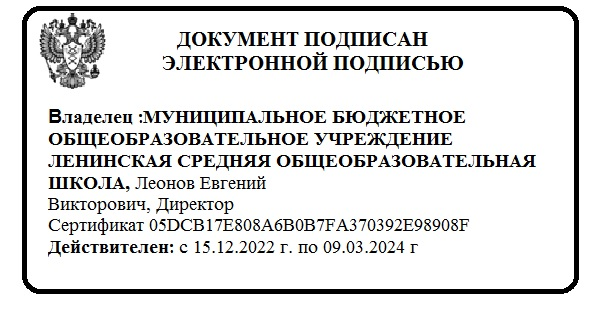 ДОКУМЕНТ ПОДПИСАН
ЭЛЕКТРОННОЙ ПОДПИСЬЮ
Владелец :МУНИЦИПАЛЬНОЕ БЮДЖЕТНОЕ
ОБЩЕОБРАЗОВАТЕЛЬНОЕ УЧРЕЖДЕНИЕ
ЛЕНИНСКАЯ СРЕДНЯЯ ОБЩЕОБРАЗОВАТЕЛЬНАЯ
ШКОЛА, Леонов Евгений
Викторович, Директор
Сертификат 05DCB17E808A6B0B7FA370392E98908F
Действителен: с 15.12.2022 г. по 09.03.2024 г